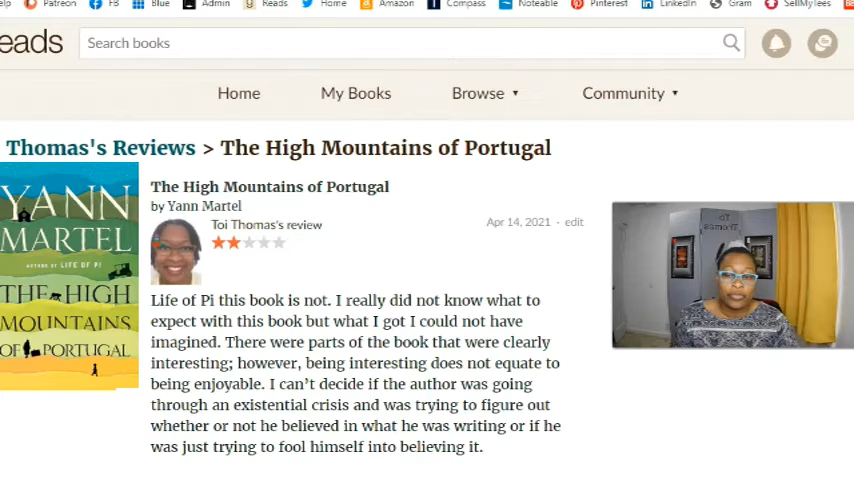 elp Patreon FB Blue Admin Reads Home Amazon Compass Noteable Pinterest LinkedIn Gram SellMyTees
eads Search books
Home My Books Browse Community
Thomas's Reviews > The High Mountains of Portugal
The High Mountains of Portugal
by Yann Martel
Toi Thomas's review Apr 14, 2021 · edit
YANN
MARTEL
AUTHOR OF LIFE OF PI
THE HIGH
MOUNTAINS
OF PORTUGAL
Life of Pi this book is not. I really did not know what to
expect with this book but what I got I could not have
imagined. There were parts of the book that were clearly
interesting; however, being interesting does not equate to
being enjoyable. I can't decide if the author was going
through an existential crisis and was trying to figure out
whether or not he believed in what he was writing or if he
was just trying to fool himself into believing it.